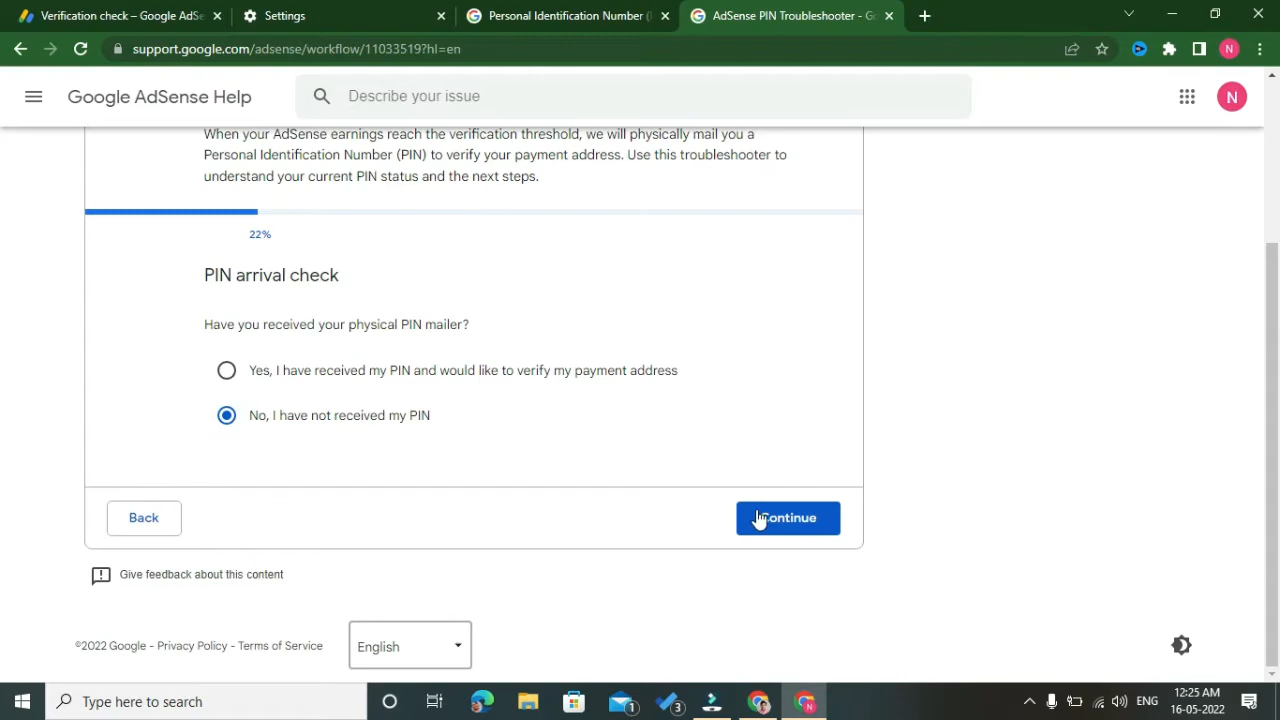 Verification check – Google AdSe
Settings
Personal Identification Number (
AdSense PIN Troubleshooter - Go
support.google.com/adsense/workflow/11033519?hl=en
N
Google AdSense Help
Describe your issue
N
When your AdSense earnings reach the verification threshold, we will physically mail you a
Personal Identification Number (PIN) to verify your payment address. Use this troubleshooter to
understand your current PIN status and the next steps.
22%
PIN arrival check
Have you received your physical PIN mailer?
Yes, I have received my PIN and would like to verify my payment address
No, I have not received my PIN
Back
Continue
Give feedback about this content
©2022 Google - Privacy Policy - Terms of Service
English
Type here to search
1
3
N
ENG
12:25 AM
16-05-2022